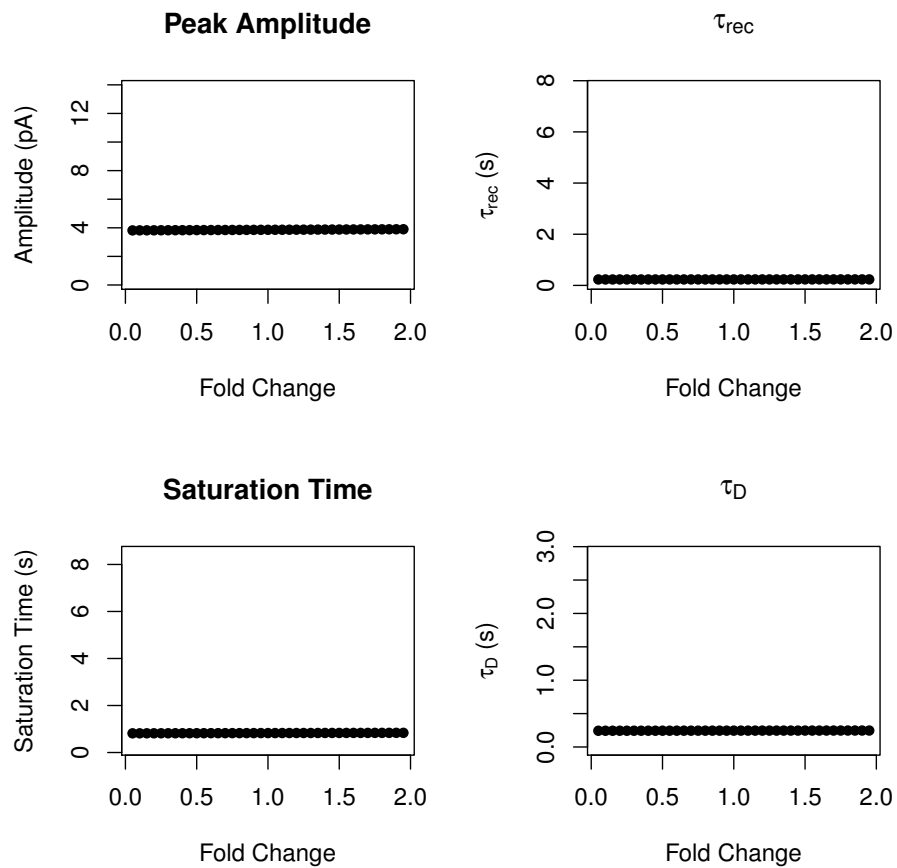 Peak Amplitude
Amplitude (pA)
0 4 8 12
0.0 0.5 1.0 1.5 2.0
Fold Change
τrec
τrec (s)
0 2 4 6 8
0.0 0.5 1.0 1.5 2.0
Fold Change
Saturation Time
Saturation Time (s)
0 2 4 6 8
0.0 0.5 1.0 1.5 2.0
Fold Change
τD
τD (s)
0.0 1.0 2.0 3.0
0.0 0.5 1.0 1.5 2.0
Fold Change